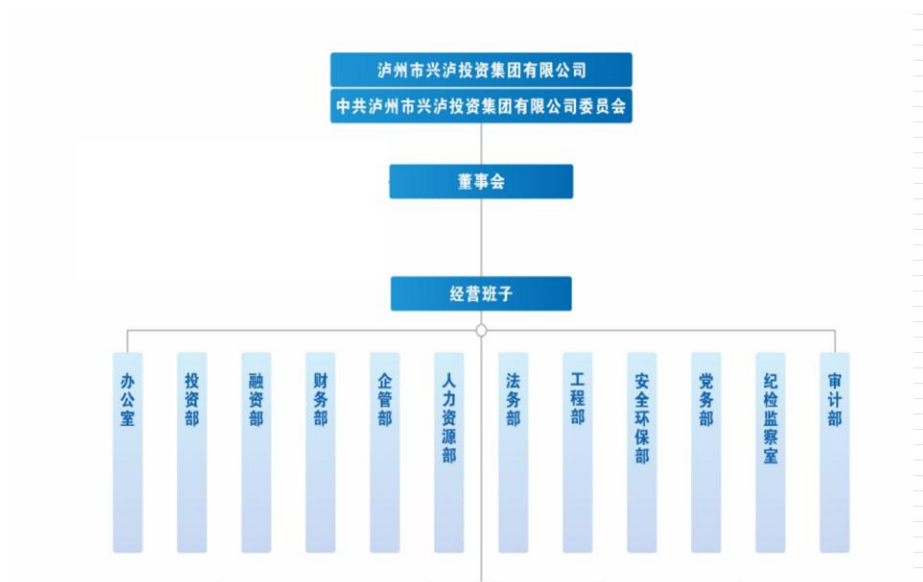 泸州市兴泸投资集团有限公司
中共泸州市兴泸投资集团有限公司委员会
董事会
经营班子
办公室
投资部
融资部
财务部
企管部
人力资源部
法务部
工程部
安全环保部
党务部
纪检监察室
审计部